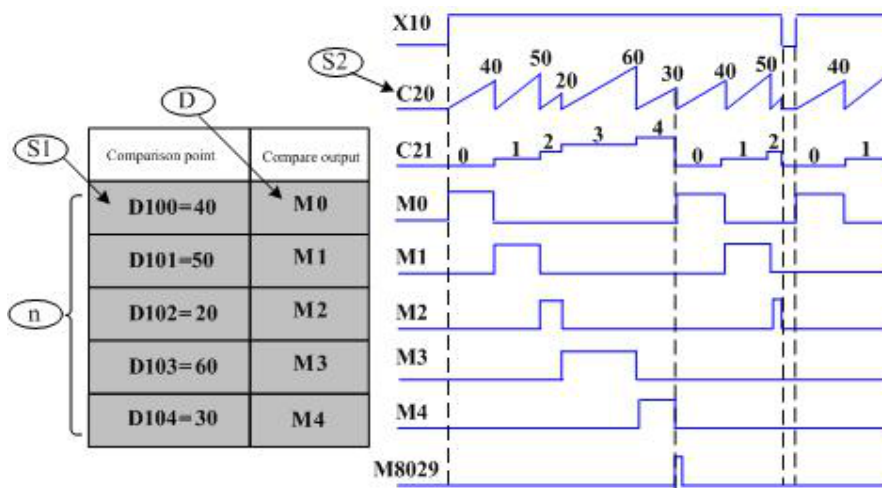 S1
D
Comparison point
Compare output
D100=40
M0
D101=50
M1
D102=20
M2
D103=60
M3
D104=30
M4
n
X10
S2
C20
40
50
20
60
30
40
50
40
C21
0
1
2
3
4
0
1
2
0
1
M0
M1
M2
M3
M4
M8029